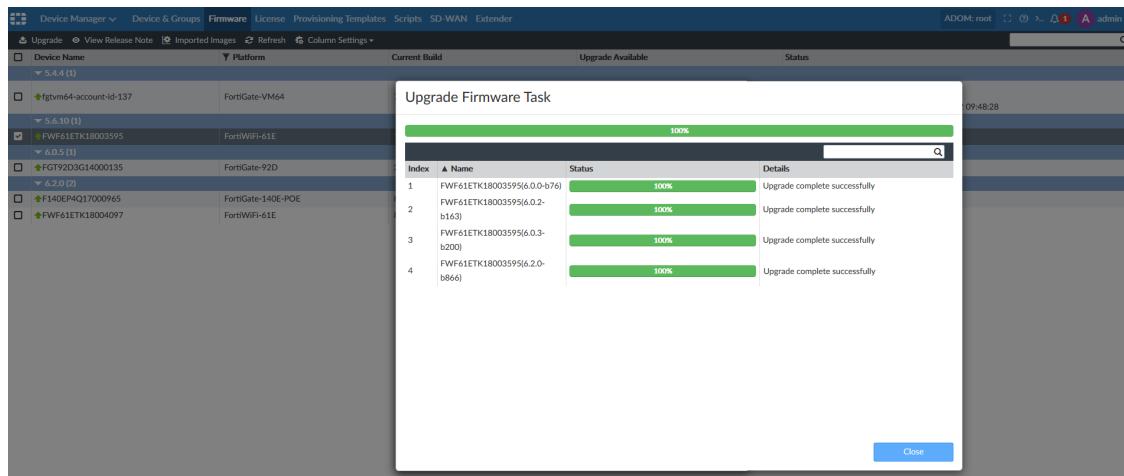 Device Manager Device & Groups Firmware License Provisioning Templates Scripts SD-WAN Extender ADOM: root 1 A admin
Upgrade View Release Note Imported Images Refresh Column Settings
Device Name Platform Current Build Upgrade Available Status
5.4.4 (1)
fgtvm64-account-id-137 FortiGate-VM64
09:48:28
5.6.10 (1)
FWF61ETK18003595 FortiWiFi-61E
6.0.5 (1)
FGT92D3G14000135 FortiGate-92D
6.2.0 (2)
F140EP4Q17000965 FortiGate-140E-POE
FWF61ETK18004097 FortiWiFi-61E
Upgrade Firmware Task
100%
Index Name Status Details
1 FWF61ETK18003595(6.0.0-b76) 100% Upgrade complete successfully
2 FWF61ETK18003595(6.0.2-
b163) 100% Upgrade complete successfully
3 FWF61ETK18003595(6.0.3-
b200) 100% Upgrade complete successfully
4 FWF61ETK18003595(6.2.0-
b866) 100% Upgrade complete successfully
Close